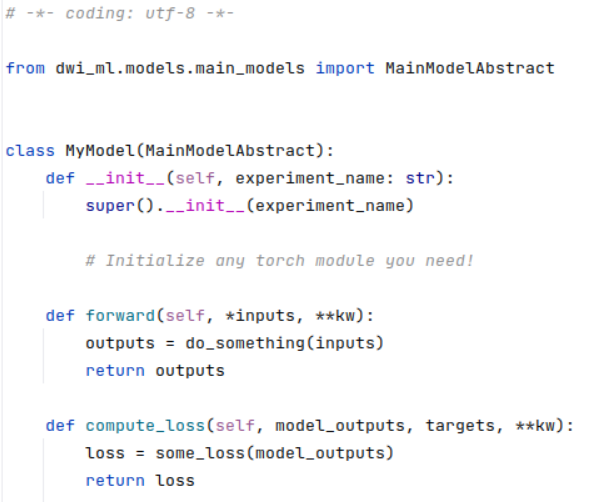 # -*- coding: utf-8 -*-
from dwi_ml.models.main_models import MainModelAbstract
class MyModel(MainModelAbstract):
    def __init__(self, experiment_name: str):
        super().__init__(experiment_name)
        # Initialize any torch module you need!
    def forward(self, *inputs, **kw):
        outputs = do_something(inputs)
        return outputs
    def compute_loss(self, model_outputs, targets, **kw):
        loss = some_loss(model_outputs)
        return loss